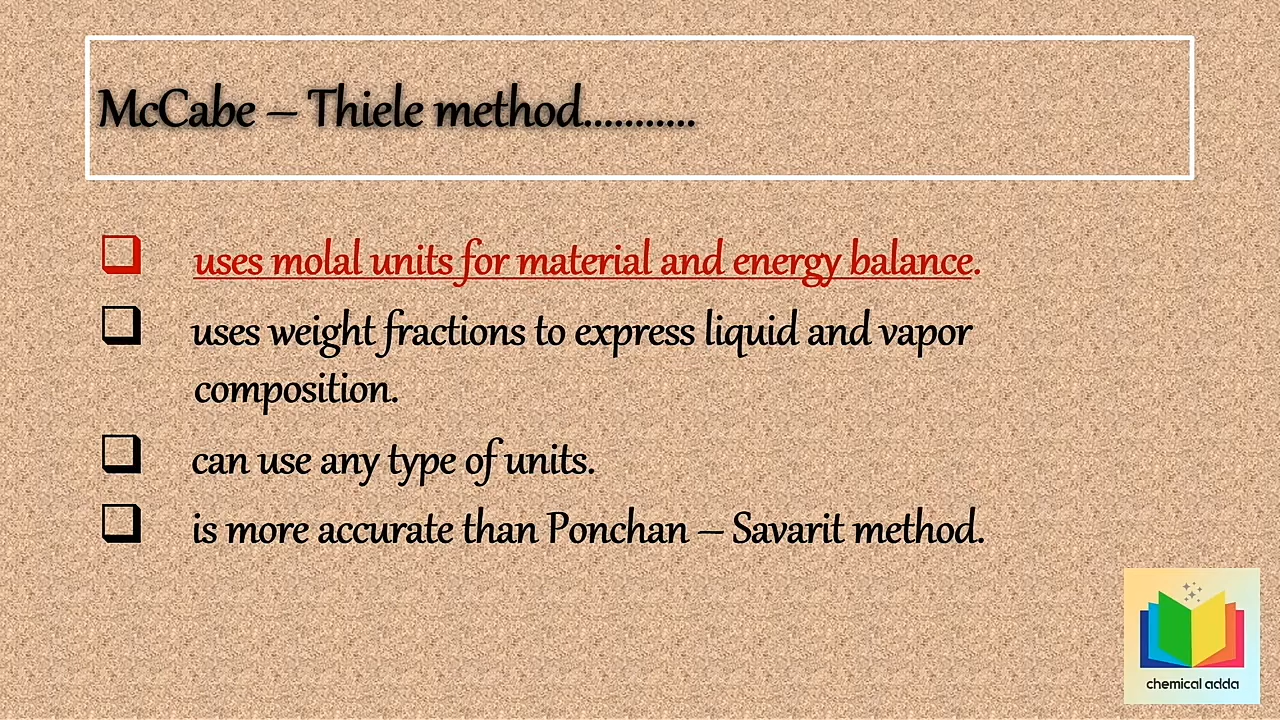 McCabe – Thiele method...........
uses molal units for material and energy balance.
uses weight fractions to express liquid and vapor
composition.
can use any type of units.
is more accurate than Ponchan – Savarit method.
chemical adda